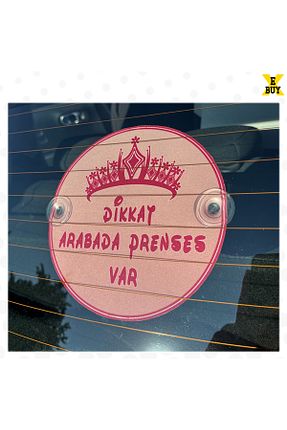 E
BUY
DİKKAT
ARABADA PRENSES
VAR